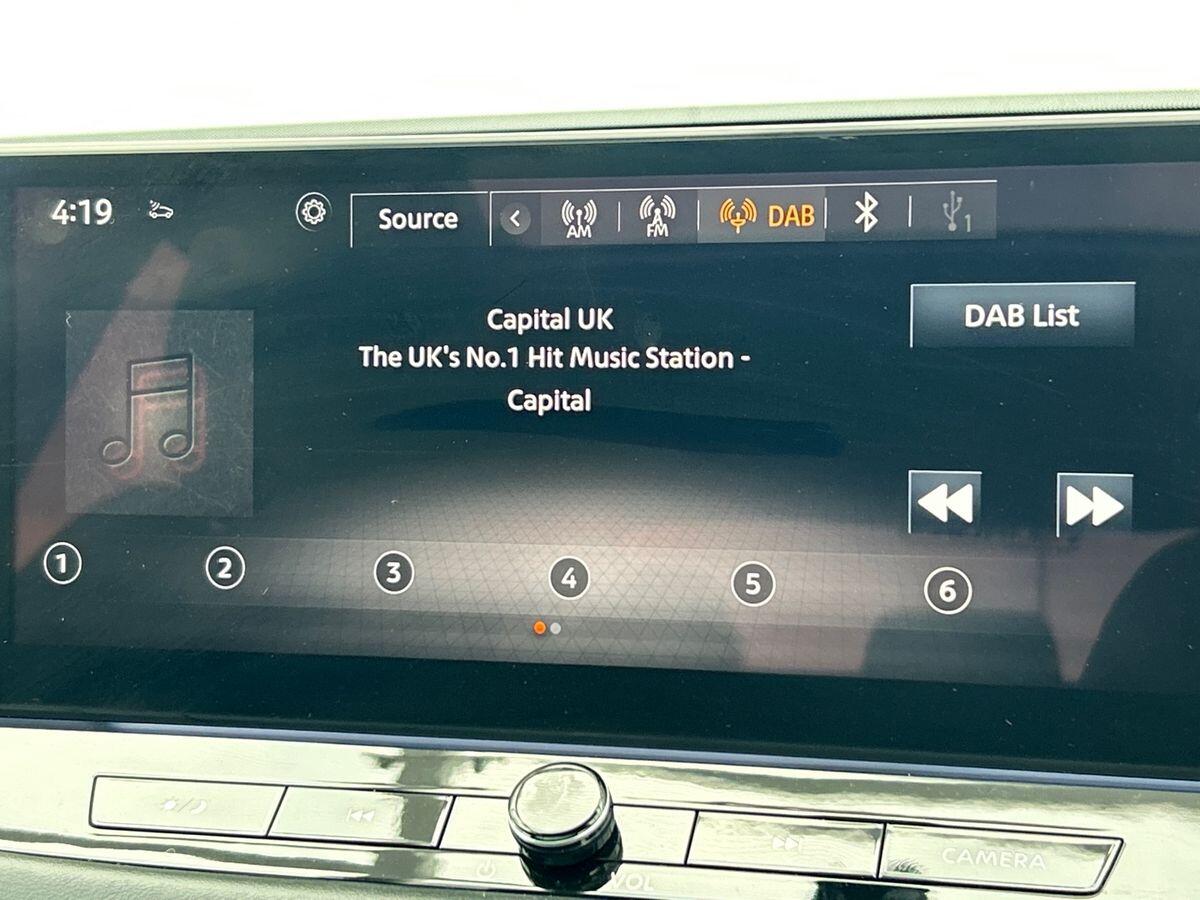 4:19
Source
AM
FM
DAB
1
Capital UK
DAB List
The UK's No.1 Hit Music Station -
Capital
1
2
3
4
5
6
CAMERA
VOL